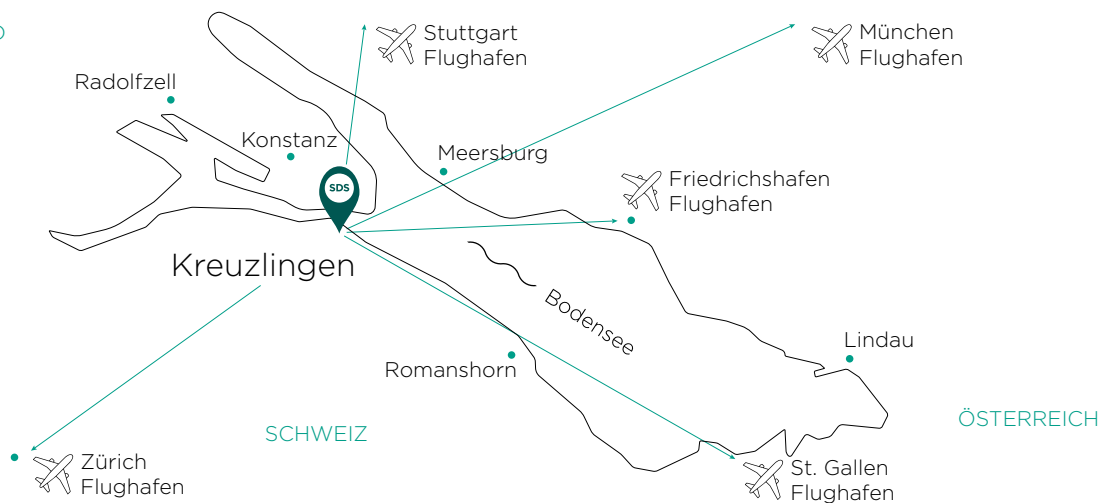 Stuttgart
Flughafen
München
Flughafen
Radolfzell
Konstanz
Meersburg
SDS
Friedrichshafen
Flughafen
Kreuzlingen
Bodensee
Lindau
Romanshorn
SCHWEIZ
ÖSTERREICH
Zürich
Flughafen
St. Gallen
Flughafen